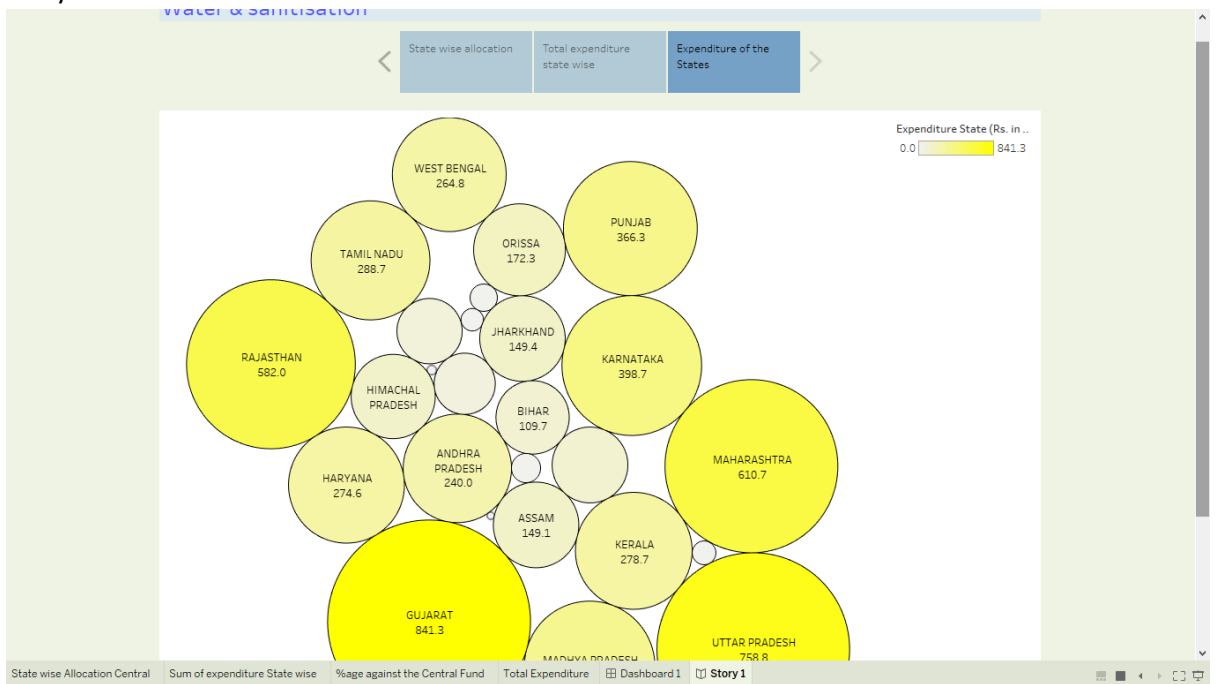 Water & sanitisation
State wise allocation
Total expenditure
state wise
Expenditure of the
States
Expenditure State (Rs. in ..
0.0
841.3
WEST BENGAL
264.8
PUNJAB
366.3
ORISSA
172.3
TAMIL NADU
288.7
JHARKHAND
149.4
RAJASTHAN
582.0
KARNATAKA
398.7
HIMACHAL
PRADESH
BIHAR
109.7
ANDHRA
PRADESH
240.0
MAHARASHTRA
610.7
HARYANA
274.6
ASSAM
149.1
KERALA
278.7
GUJARAT
841.3
UTTAR PRADESH
758.8
MADHYA PRADESH
State wise Allocation Central
Sum of expenditure State wise
%age against the Central Fund
Total Expenditure
Dashboard 1
Story 1